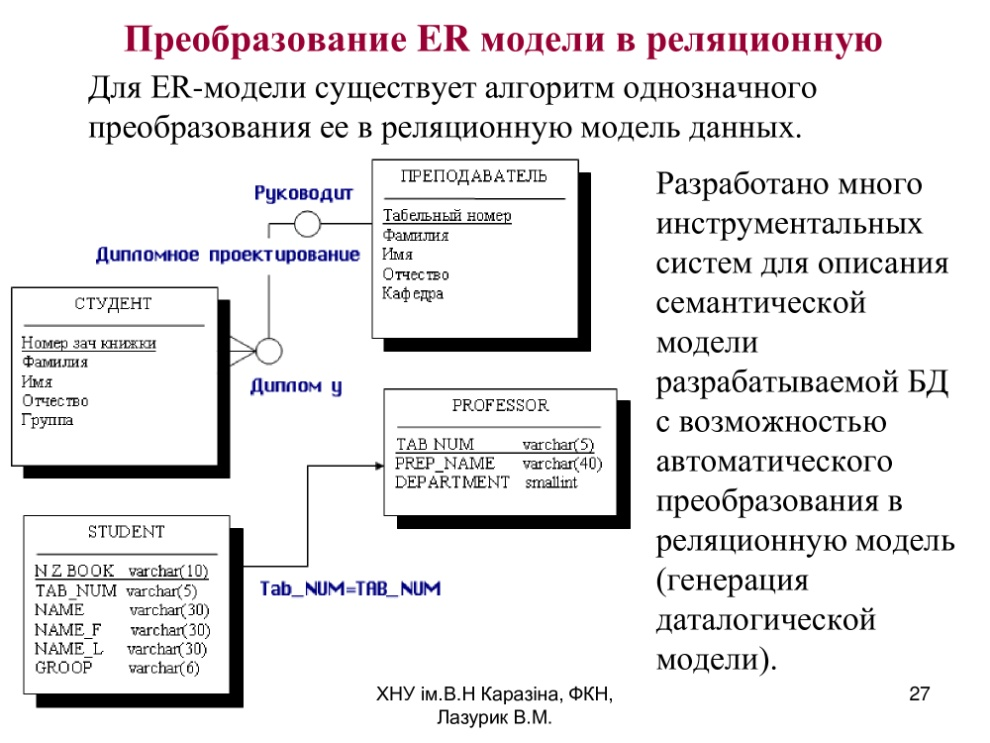 Преобразование ER модели в реляционную
Для ER-модели существует алгоритм однозначного
преобразования ее в реляционную модель данных.
Руководит
Дипломное проектирование
Диплом у
ПРЕПОДАВАТЕЛЬ
Табельный номер
Фамилия
Имя
Отчество
Кафедра
СТУДЕНТ
Номер зач книжки
Фамилия
Имя
Отчество
Группа
PROFESSOR
TAB NUM varchar(5)
PREP_NAME varchar(40)
DEPARTMENT smallint
STUDENT
N Z BOOK varchar(10)
TAB_NUM varchar(5)
NAME varchar(30)
NAME_F varchar(30)
NAME_L varchar(30)
GROOP varchar(6)
Tab_NUM=TAB_NUM
Разработано много
инструментальных
систем для описания
семантической
модели
разрабатываемой БД
с возможностью
автоматического
преобразования в
реляционную модель
(генерация
даталогической
модели).
ХНУ ім.В.Н Каразіна, ФКН,
Лазурик В.М.
27